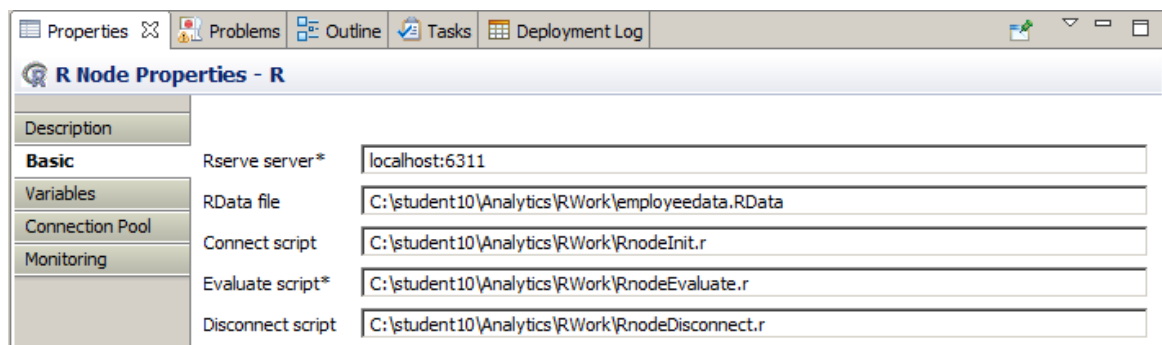 Properties Problems Outline Tasks Deployment Log
R Node Properties - R
Description
Basic Rserve server* localhost:6311
Variables RData file C:\student10\Analytics\RWork\employeedata.RData
Connection Pool Connect script C:\student10\Analytics\RWork\RnodeInit.r
Monitoring Evaluate script* C:\student10\Analytics\RWork\RnodeEvaluate.r
Disconnect script C:\student10\Analytics\RWork\RnodeDisconnect.r